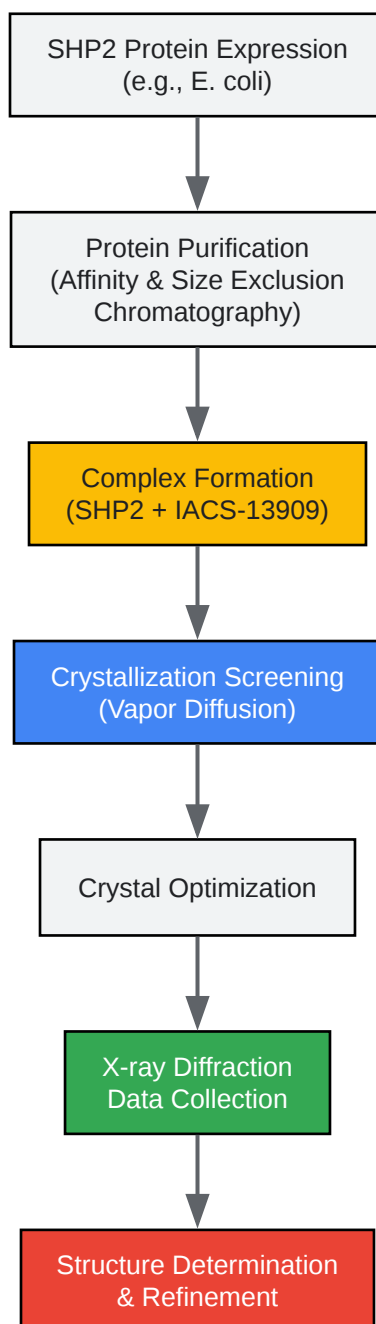 SHP2 Protein Expression
(e.g., E. coli)
Protein Purification
(Affinity & Size Exclusion
Chromatography)
Complex Formation
(SHP2 + IACS-13909)
Crystallization Screening
(Vapor Diffusion)
Crystal Optimization
X-ray Diffraction
Data Collection
Structure Determination
& Refinement